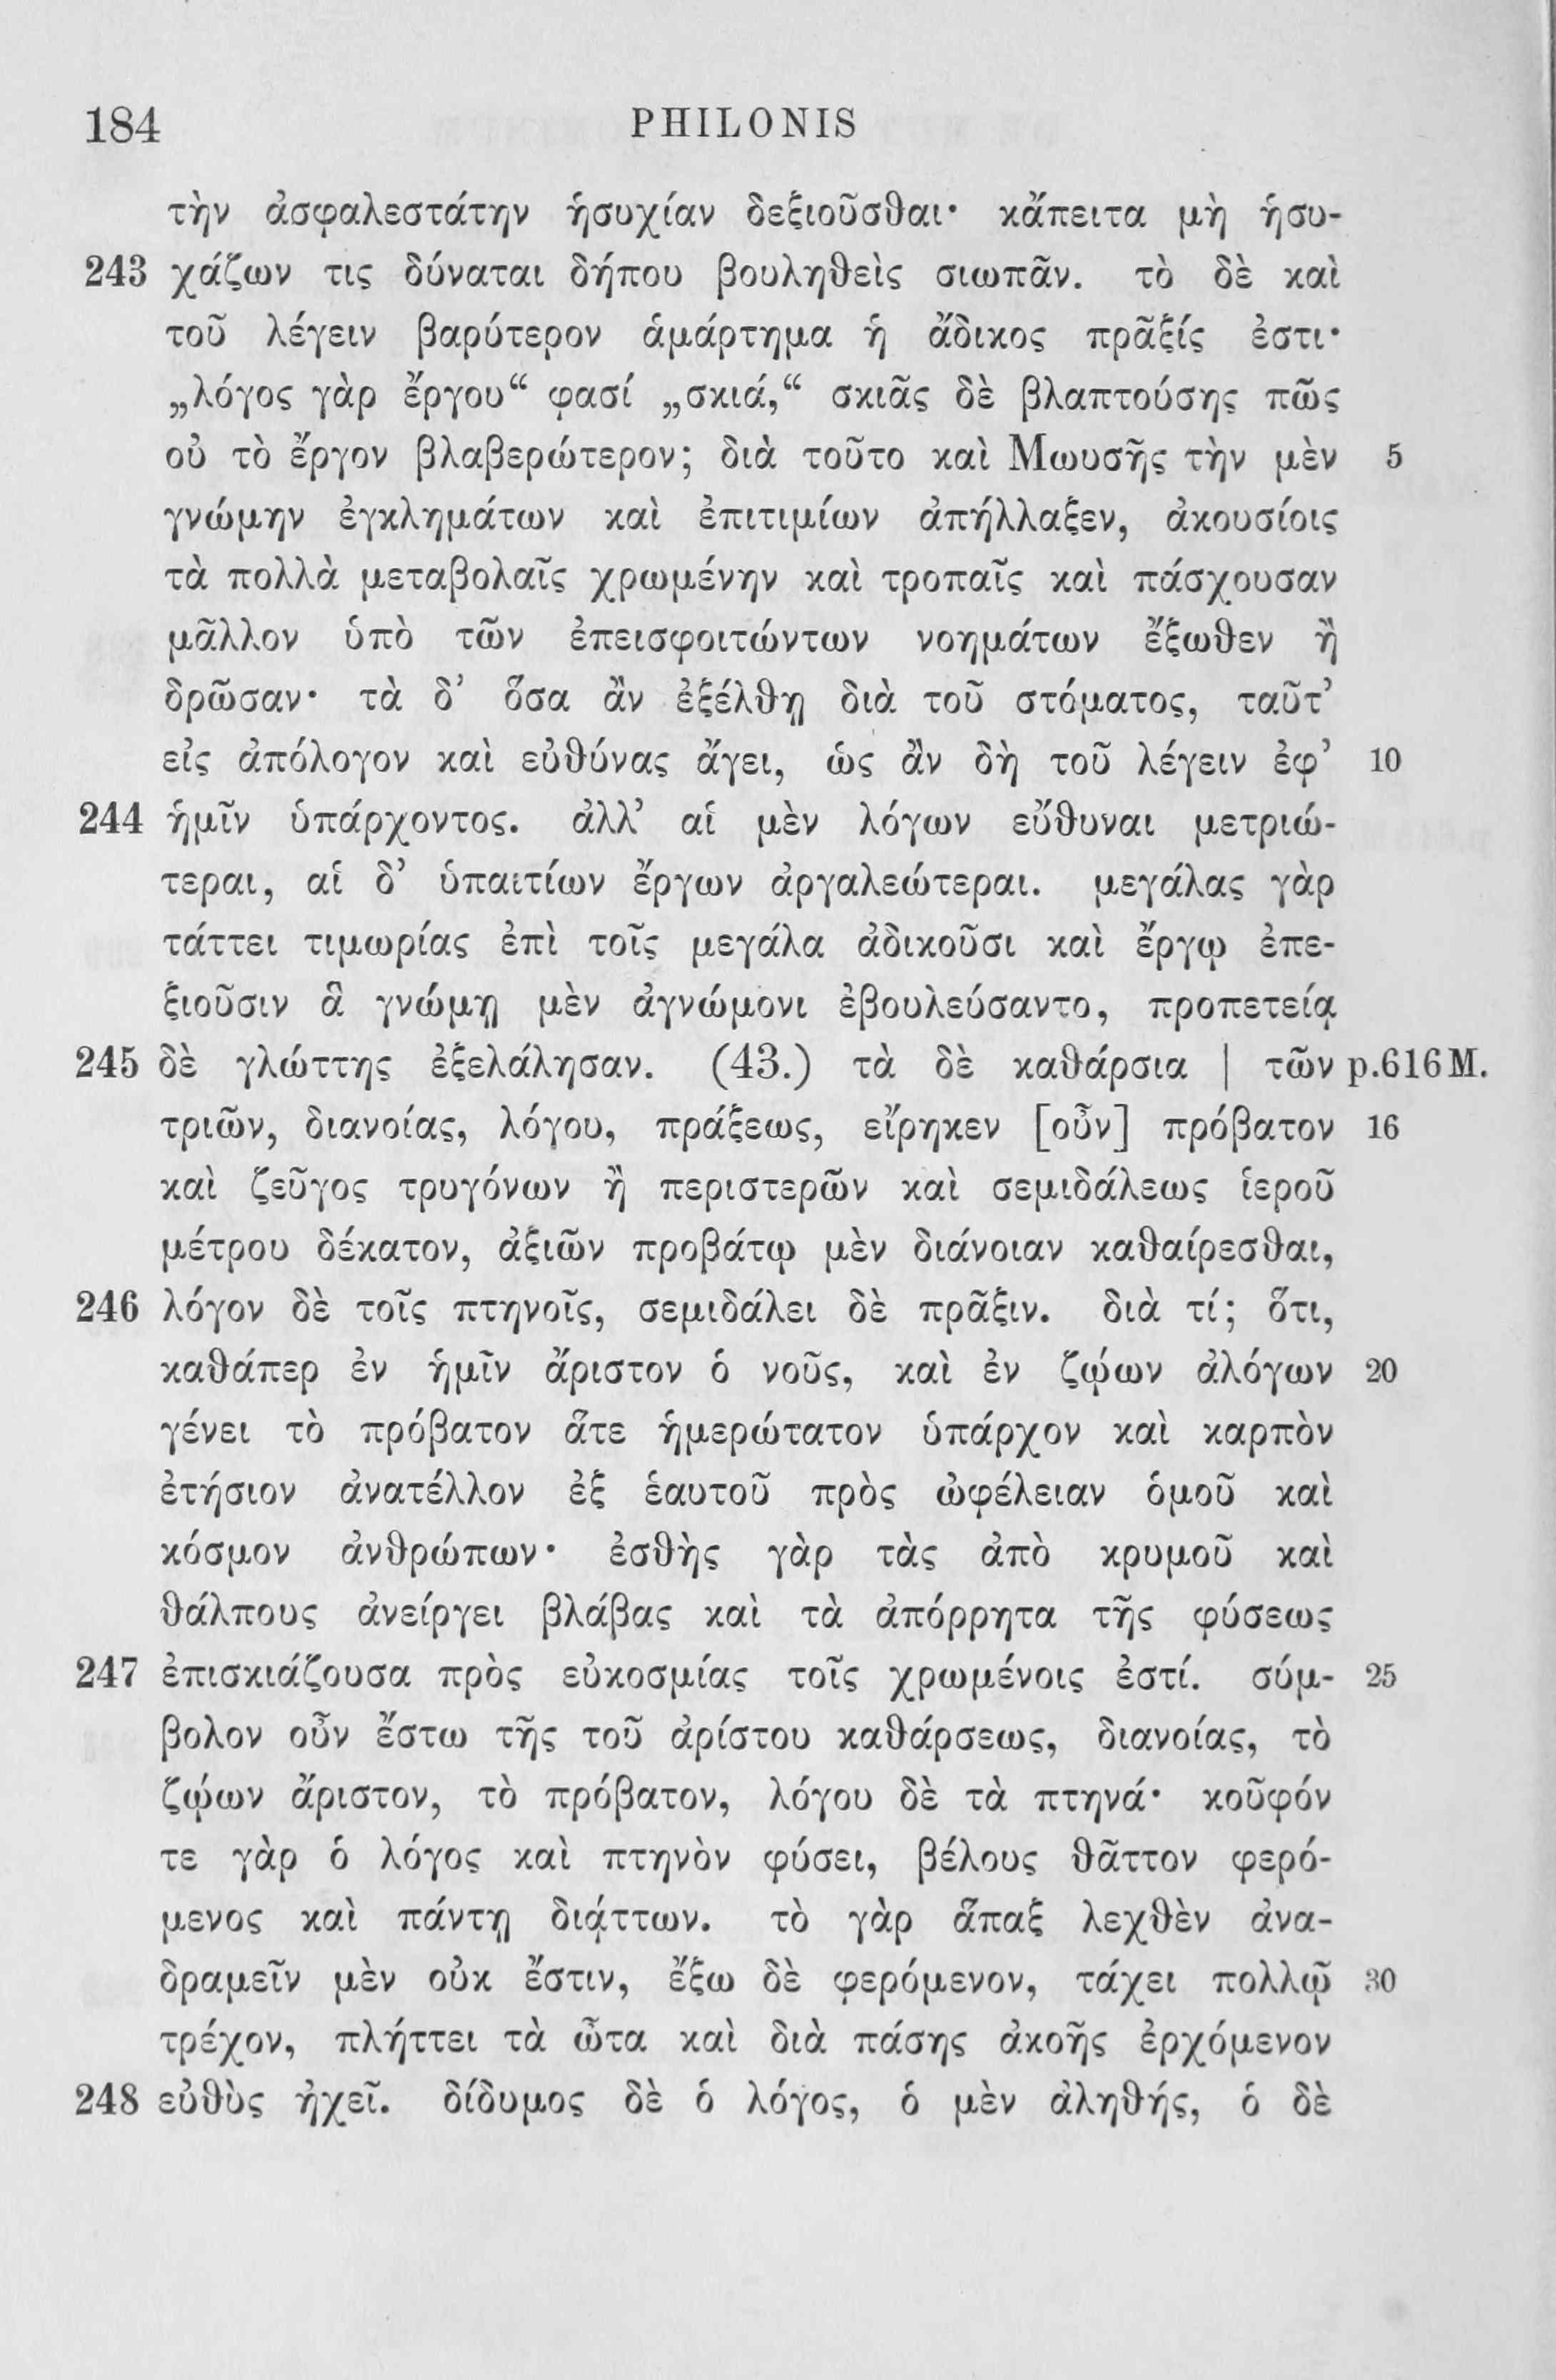 184 PHILONIS
τὴν ἀσφαλεστάτην ἡσυχίαν δεξιοῦσθαι· κἄπειτα μὴ ἡσυ-
243 χάζων τις δύναται δήπου βουληθεὶς σιωπᾶν. τὸ δὲ καὶ
τοῦ λέγειν βαρύτερον ἁμάρτημα ἡ ἄδικος πρᾶξίς ἐστι·
„λόγος γὰρ ἔργου“ φασί „σκιά,“ σκιᾶς δὲ βλαπτούσης πῶς
οὐ τὸ ἔργον βλαβερώτερον; διὰ τοῦτο καὶ Μωυσῆς τὴν μὲν 5
γνώμην ἐγκλημάτων καὶ ἐπιτιμίων ἀπήλλαξεν, ἀκουσίοις
τὰ πολλὰ μεταβολαῖς χρωμένην καὶ τροπαῖς καὶ πάσχουσαν
μᾶλλον ὑπὸ τῶν ἐπεισφοιτώντων νοημάτων ἔξωθεν ἢ
δρῶσαν· τὰ δ’ ὅσα ἂν ἐξέλθῃ διὰ τοῦ στόματος, ταῦτ’
εἰς ἀπόλογον καὶ εὐθύνας ἄγει, ὡς ἂν δὴ τοῦ λέγειν ἐφ’ 10
244 ἡμῖν ὑπάρχοντος. ἀλλ’ αἱ μὲν λόγων εὔθυναι μετριώ-
τεραι, αἱ δ’ ὑπαιτίων ἔργων ἀργαλεώτεραι. μεγάλας γὰρ
τάττει τιμωρίας ἐπὶ τοῖς μεγάλα ἀδικοῦσι καὶ ἔργῳ ἐπε-
ξιοῦσιν ἃ γνώμῃ μὲν ἀγνώμονι ἐβουλεύσαντο, προπετείᾳ
245 δὲ γλώττης ἐξελάλησαν. (43.) τὰ δὲ καθάρσια | τῶν p.616 M.
τριῶν, διανοίας, λόγου, πράξεως, εἴρηκεν [οὖν] πρόβατον 16
καὶ ζεῦγος τρυγόνων ἢ περιστερῶν καὶ σεμιδάλεως ἱεροῦ
μέτρου δέκατον, ἀξιῶν προβάτῳ μὲν διάνοιαν καθαίρεσθαι,
246 λόγον δὲ τοῖς πτηνοῖς, σεμιδάλει δὲ πρᾶξιν. διὰ τί; ὅτι,
καθάπερ ἐν ἡμῖν ἄριστον ὁ νοῦς, καὶ ἐν ζῴων ἀλόγων 20
γένει τὸ πρόβατον ἅτε ἡμερώτατον ὑπάρχον καὶ καρπὸν
ἐτήσιον ἀνατέλλον ἐξ ἑαυτοῦ πρὸς ὠφέλειαν ὁμοῦ καὶ
κόσμον ἀνθρώπων· ἐσθὴς γὰρ τὰς ἀπὸ κρυμοῦ καὶ
θάλπους ἀνείργει βλάβας καὶ τὰ ἀπόρρητα τῆς φύσεως
247 ἐπισκιάζουσα πρὸς εὐκοσμίας τοῖς χρωμένοις ἐστί. σύμ- 25
βολον οὖν ἔστω τῆς τοῦ ἀρίστου καθάρσεως, διανοίας, τὸ
ζῴων ἄριστον, τὸ πρόβατον, λόγου δὲ τὰ πτηνά· κοῦφόν
τε γὰρ ὁ λόγος καὶ πτηνὸν φύσει, βέλους θᾶττον φερό-
μενος καὶ πάντῃ διᾴττων. τὸ γὰρ ἅπαξ λεχθὲν ἀνα-
δραμεῖν μὲν οὐκ ἔστιν, ἔξω δὲ φερόμενον, τάχει πολλῷ 30
τρέχον, πλήττει τὰ ὦτα καὶ διὰ πάσης ἀκοῆς ἐρχόμενον
248 εὐθὺς ἠχεῖ. δίδυμος δὲ ὁ λόγος, ὁ μὲν ἀληθής, ὁ δὲ